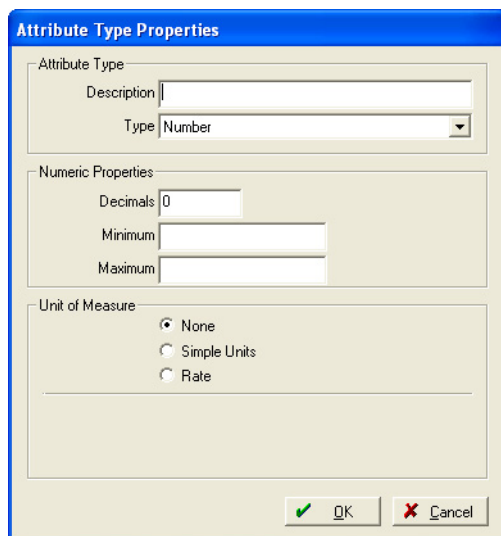 Attribute Type Properties
Attribute Type
Description
Type Number
Numeric Properties
Decimals 0
Minimum
Maximum
Unit of Measure
None
Simple Units
Rate
OK Cancel